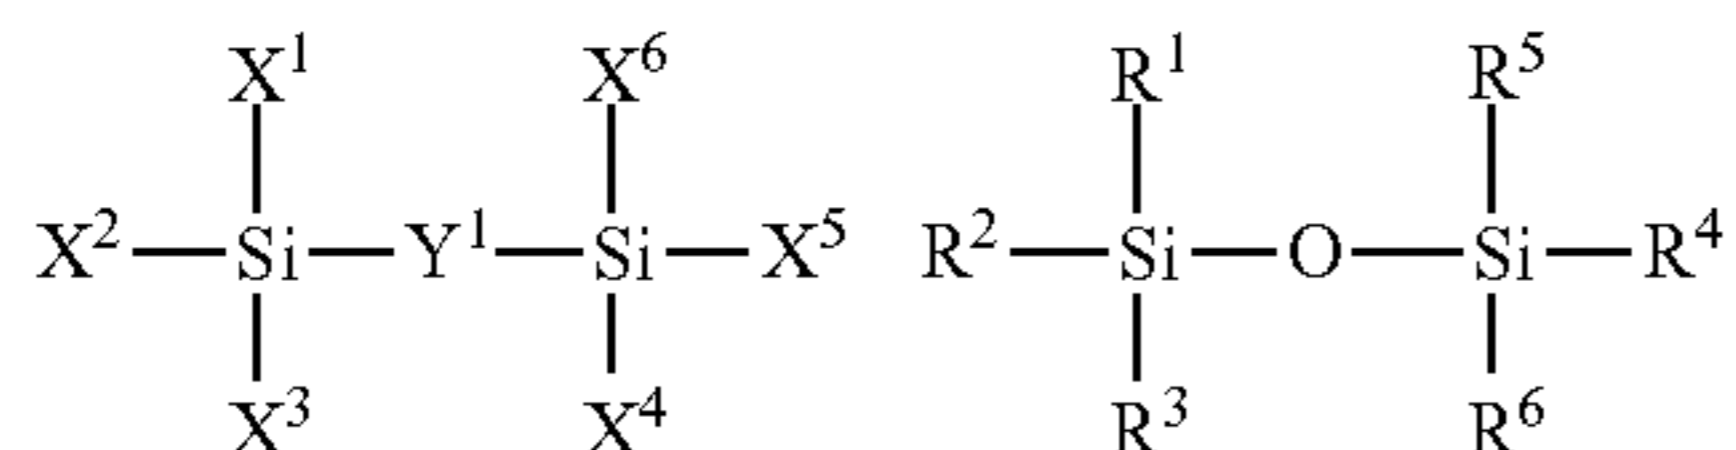 X¹ X⁶ R¹ R⁵
X² Si Y¹ Si X⁵ R² Si O Si R⁴
X³ X⁴ R³ R⁶